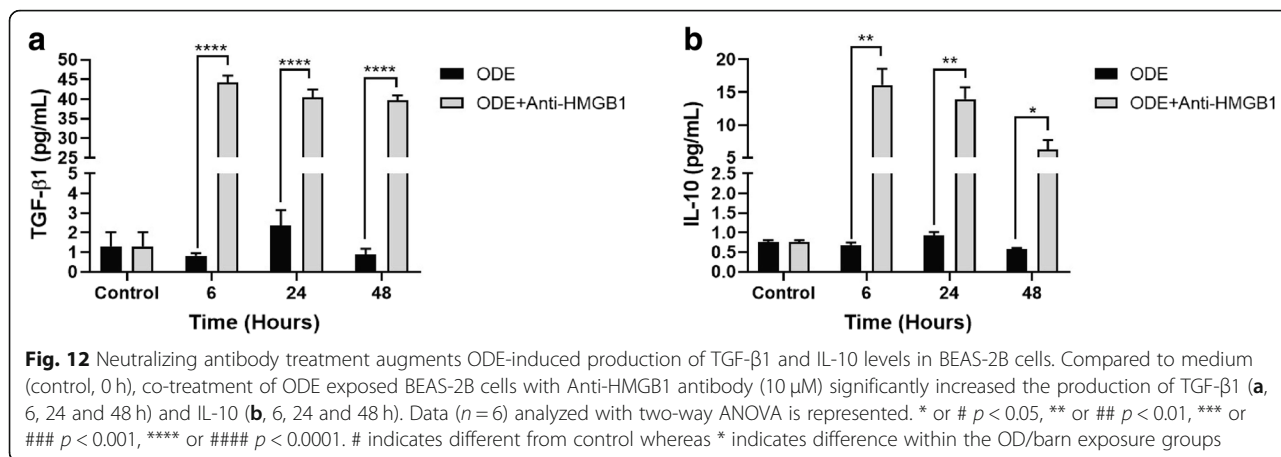 a
b
****
****
****
**
**
*
ODE
ODE+Anti-HMGB1
ODE
ODE+Anti-HMGB1
TGF-β1 (pg/mL)
50
45
40
35
30
25
5
4
3
2
1
0
Control
6
24
48
Time (Hours)
IL-10 (pg/mL)
20
15
10
5
2.5
2.0
1.5
1.0
0.5
0.0
Control
6
24
48
Time (Hours)
Fig. 12 Neutralizing antibody treatment augments ODE-induced production of TGF-β1 and IL-10 levels in BEAS-2B cells. Compared to medium
(control, 0 h), co-treatment of ODE exposed BEAS-2B cells with Anti-HMGB1 antibody (10 μM) significantly increased the production of TGF-β1 (a,
6, 24 and 48 h) and IL-10 (b, 6, 24 and 48 h). Data (n = 6) analyzed with two-way ANOVA is represented. * or # p < 0.05, ** or ## p < 0.01, *** or
### p < 0.001, **** or #### p < 0.0001. # indicates different from control whereas * indicates difference within the OD/barn exposure groups